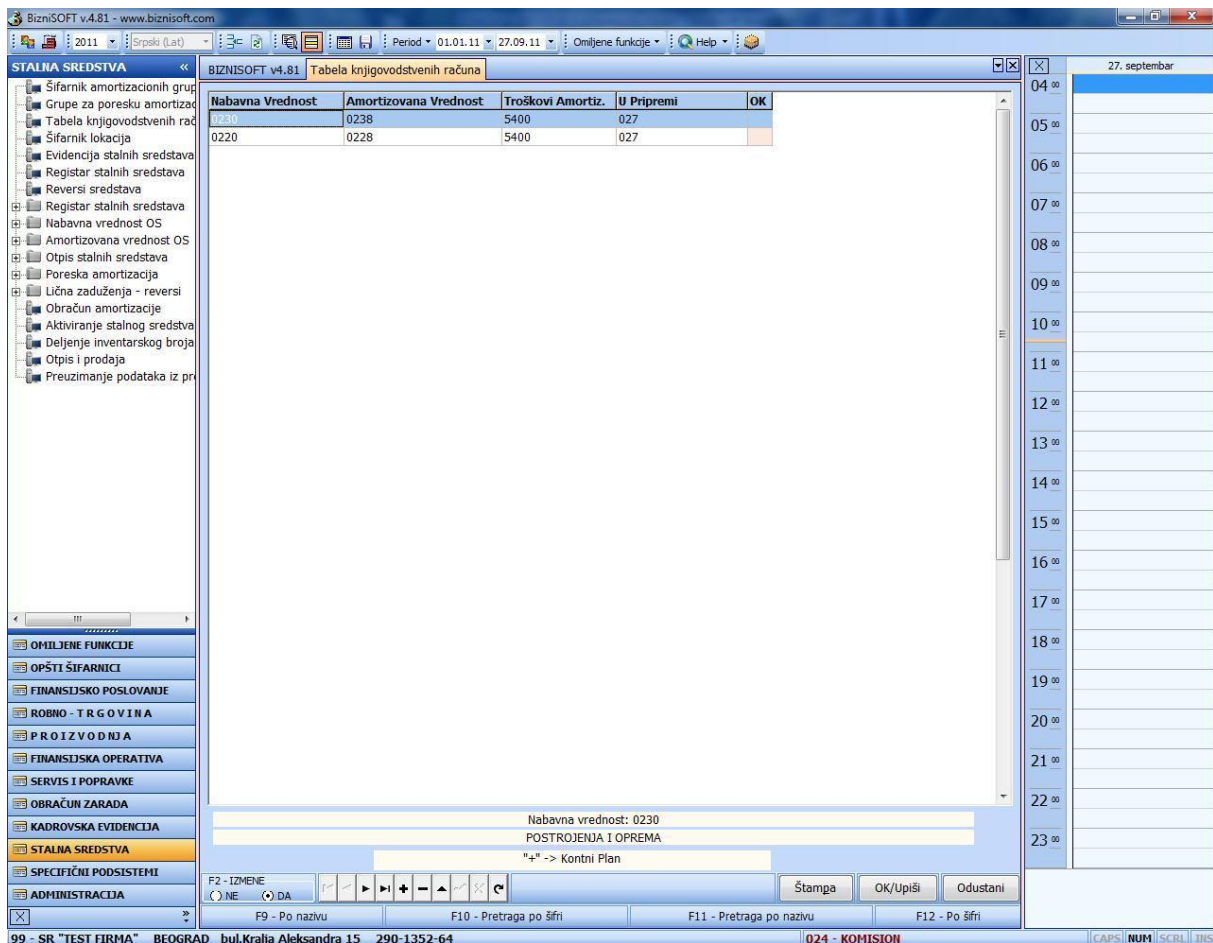 BizniSOFT v.4.81 - www.biznisoft.com
2011 Srpski (Lat) Period 01.01.11 27.09.11 Omiljene funkcije Help
STALNA SREDSTVA «
Šifarnik amortizacionih grup
Grupe za poresku amortizac
Tabela knjigovodstvenih rač
Šifarnik lokacija
Evidencija stalnih sredstava
Registar stalnih sredstava
Reversi sredstava
Registar stalnih sredstava
Nabavna vrednost OS
Amortizovana vrednost OS
Otpis stalnih sredstava
Poreska amortizacija
Lična zaduženja - reversi
Obračun amortizacije
Aktiviranje stalnog sredstva
Deljenje inventarskog broja
Otpis i prodaja
Preuzimanje podataka iz pr
OMILJENE FUNKCIJE
OPŠTI ŠIFARNICI
FINANSIJSKO POSLOVANJE
ROBNO - T R G O V I N A
P R O I Z V O D NJ A
FINANSIJSKA OPERATIVA
SERVIS I POPRAVKE
OBRAČUN ZARADA
KADROVSKA EVIDENCIJA
STALNA SREDSTVA
SPECIFIČNI PODSISTEMI
ADMINISTRACIJA
BIZNISOFT v4.81 Tabela knjigovodstvenih računa
Nabavna Vrednost Amortizovana Vrednost Troškovi Amortiz. U Pripremi OK
0230 0238 5400 027
0220 0228 5400 027
Nabavna vrednost: 0230
POSTROJENJA I OPREMA
"+" -> Kontni Plan
F2 - IZMENE
NE DA
Štampa OK/Upiši Odustani
F9 - Po nazivu F10 - Pretraga po šifri F11 - Pretraga po nazivu F12 - Po šifri
27. septembar
04 00
05 00
06 00
07 00
08 00
09 00
10 00
11 00
12 00
13 00
14 00
15 00
16 00
17 00
18 00
19 00
20 00
21 00
22 00
23 00
99 - SR "TEST FIRMA" BEOGRAD bul.Kralja Aleksandra 15 290-1352-64 024 - KOMISION CAPS NUM SCRL INS